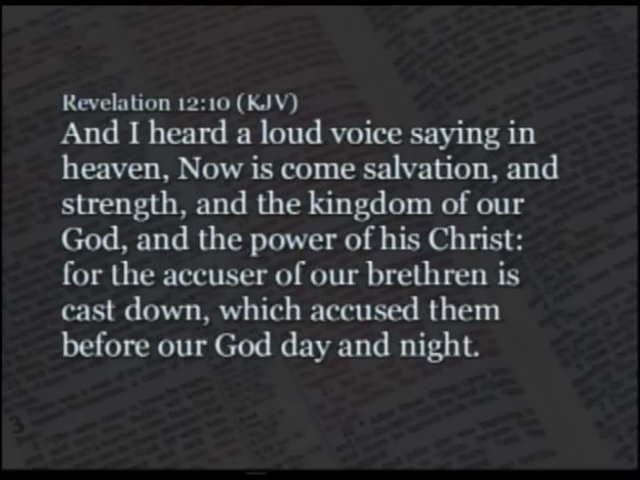 Revelation 12:10 (KJV)
And I heard a loud voice saying in
heaven, Now is come salvation, and
strength, and the kingdom of our
God, and the power of his Christ:
for the accuser of our brethren is
cast down, which accused them
before our God day and night.
3